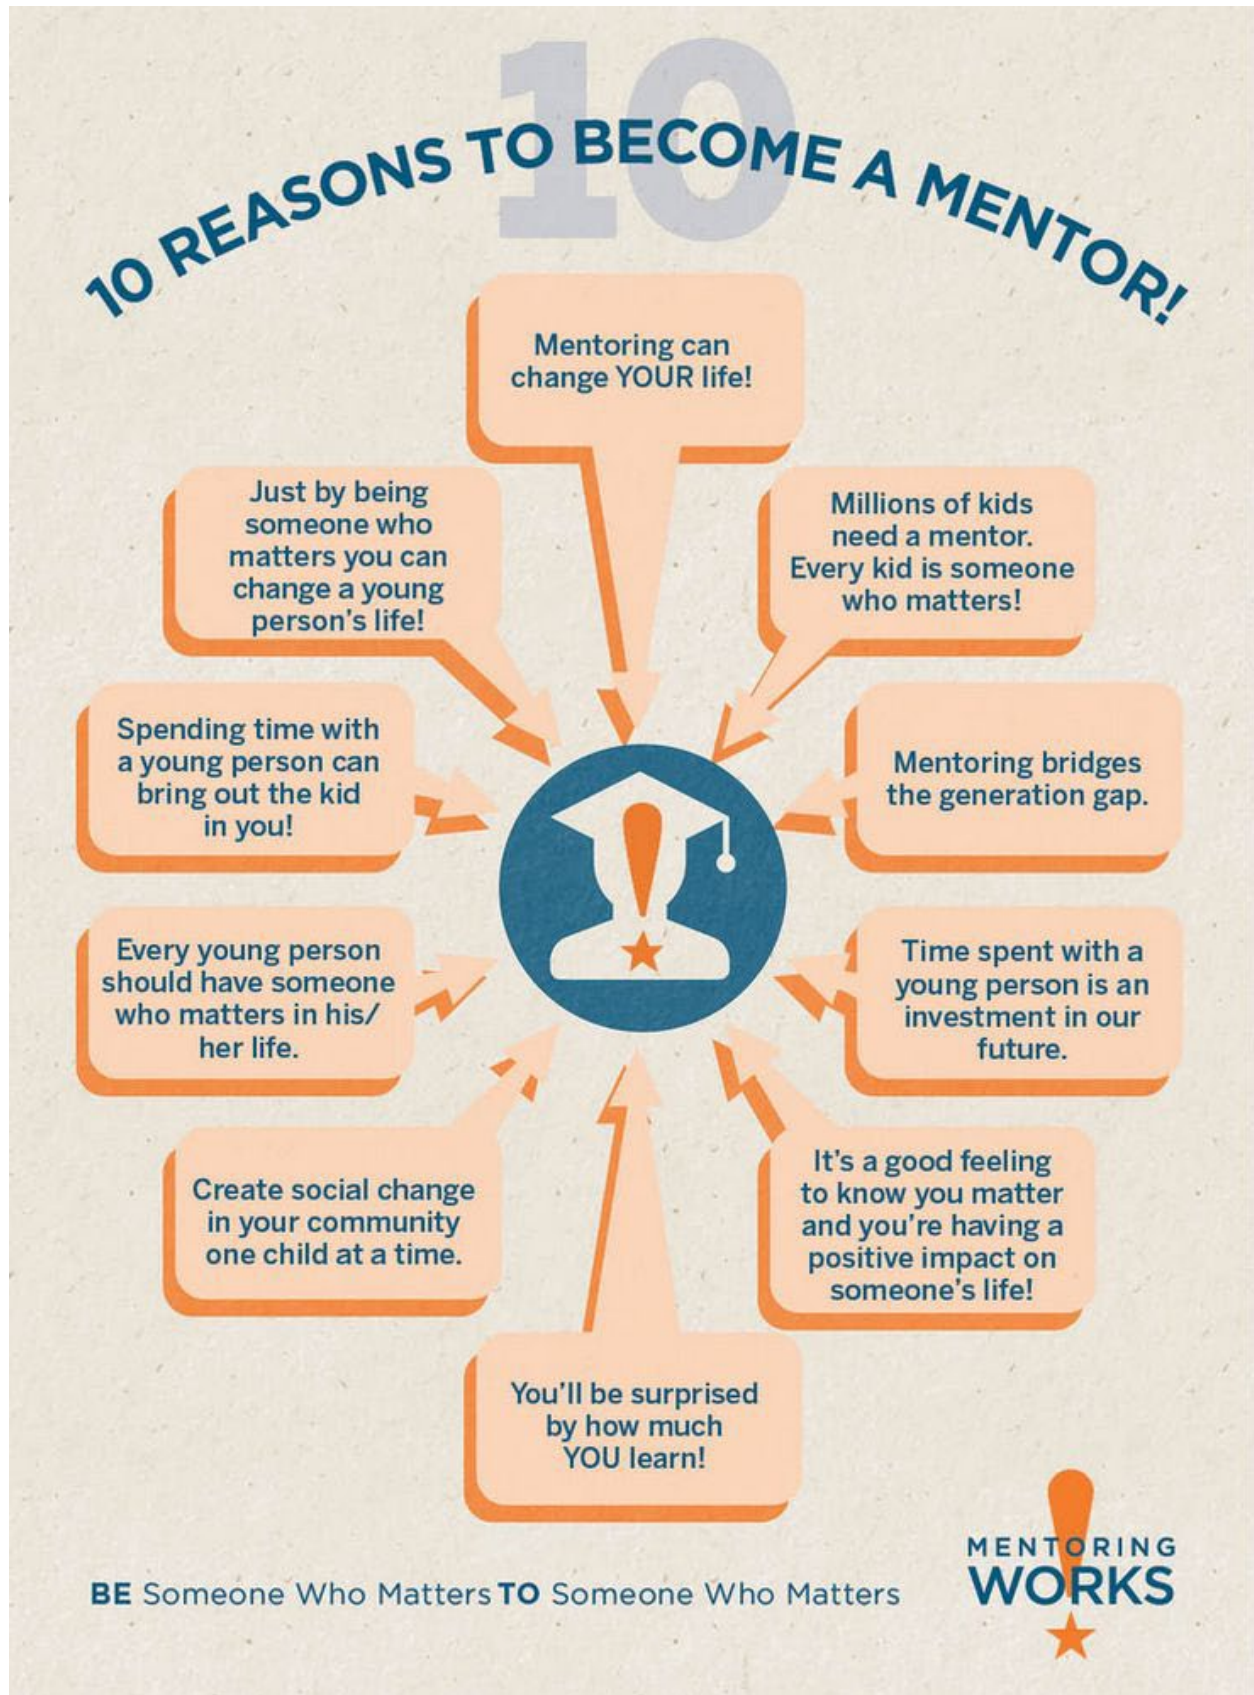 10
10 REASONS TO BECOME A MENTOR!
Mentoring can
change YOUR life!
Just by being
someone who
matters you can
change a young
person's life!
Millions of kids
need a mentor.
Every kid is someone
who matters!
Spending time with
a young person can
bring out the kid
in you!
Mentoring bridges
the generation gap.
Every young person
should have someone
who matters in his/
her life.
Time spent with a
young person is an
investment in our
future.
Create social change
in your community
one child at a time.
It's a good feeling
to know you matter
and you're having a
positive impact on
someone's life!
You'll be surprised
by how much
YOU learn!
BE Someone Who Matters TO Someone Who Matters
MENTORING
WORKS